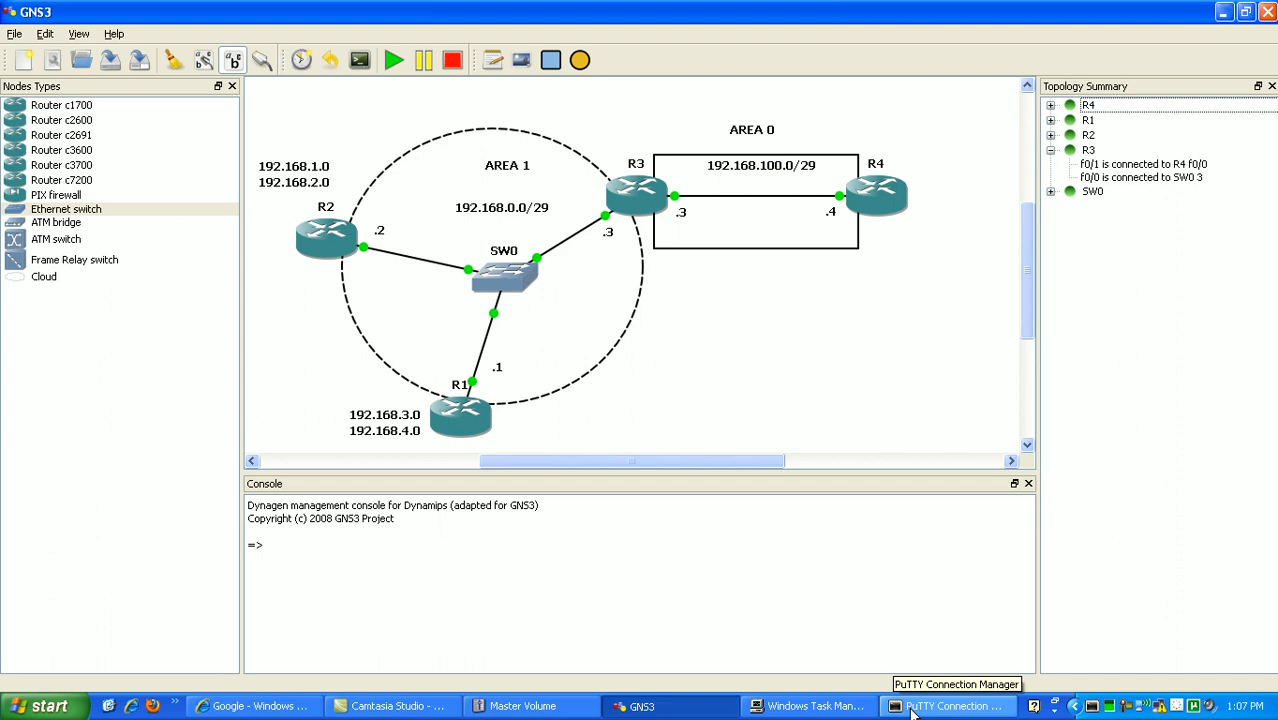 GNS3
File Edit View Help
Nodes Types
Router c1700
Router c2600
Router c2691
Router c3600
Router c3700
Router c7200
PIX firewall
Ethernet switch
ATM bridge
ATM switch
Frame Relay switch
Cloud
AREA 0
192.168.1.0
192.168.2.0
AREA 1
R3
192.168.100.0/29
R4
R2
192.168.0.0/29
.3
.4
.2
.3
SW0
.1
R1
192.168.3.0
192.168.4.0
Topology Summary
R4
R1
R2
R3
f0/1 is connected to R4 f0/0
f0/0 is connected to SW0 3
SW0
Console
Dynagen management console for Dynamips (adapted for GNS3)
Copyright (c) 2008 GNS3 Project
=>
PuTTY Connection Manager
start
Google - Windows ...
Camtasia Studio - ...
Master Volume
GNS3
Windows Task Man...
PuTTY Connection ...
1:07 PM